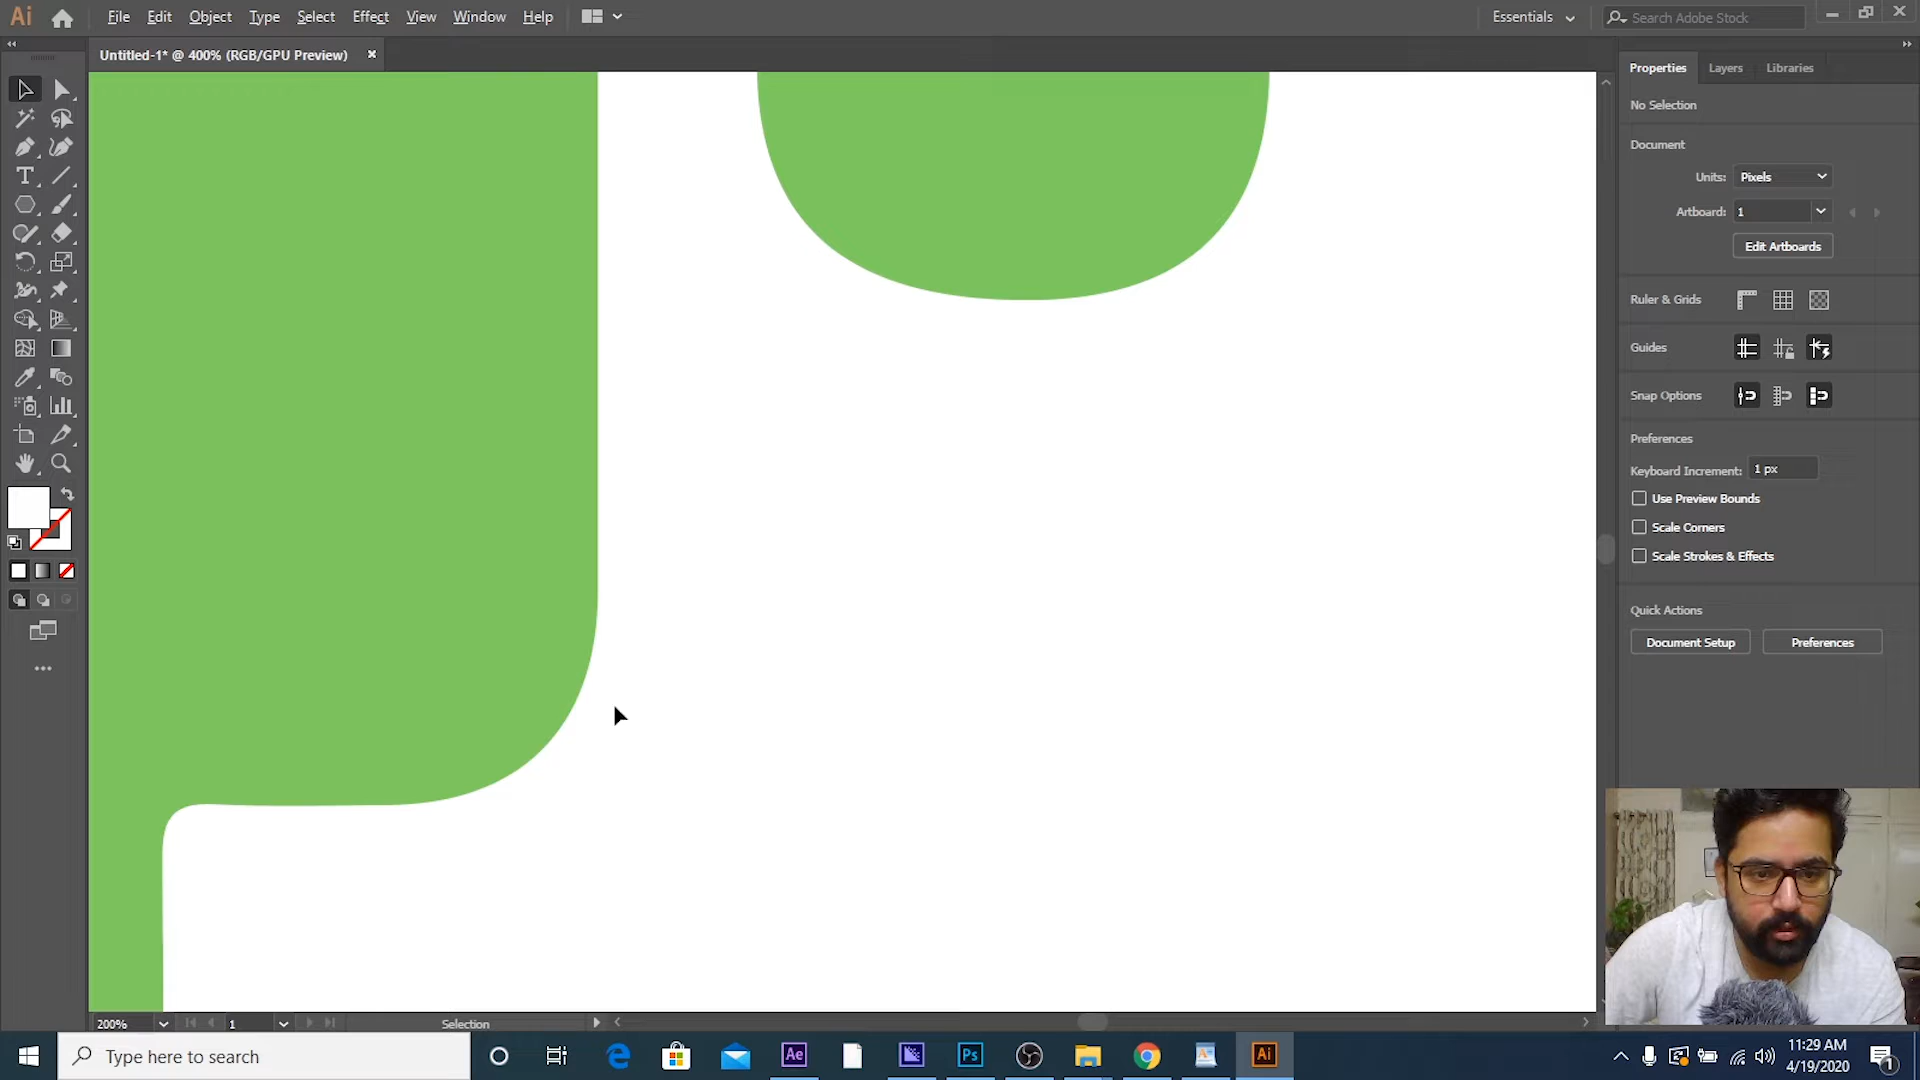 Ai File Edit Object Type Select Effect View Window Help Essentials Search Adobe Stock
Untitled-1* @ 400% (RGB/GPU Preview)
Properties Layers Libraries
No Selection
Document
Units: Pixels
Artboard: 1
Edit Artboards
Ruler & Grids
Guides
Snap Options
Preferences
Keyboard Increment: 1 px
Use Preview Bounds
Scale Corners
Scale Strokes & Effects
Quick Actions
Document Setup Preferences
200% 1 Selection
Type here to search
Ae Ps Ai
11:29 AM
4/19/2020
1